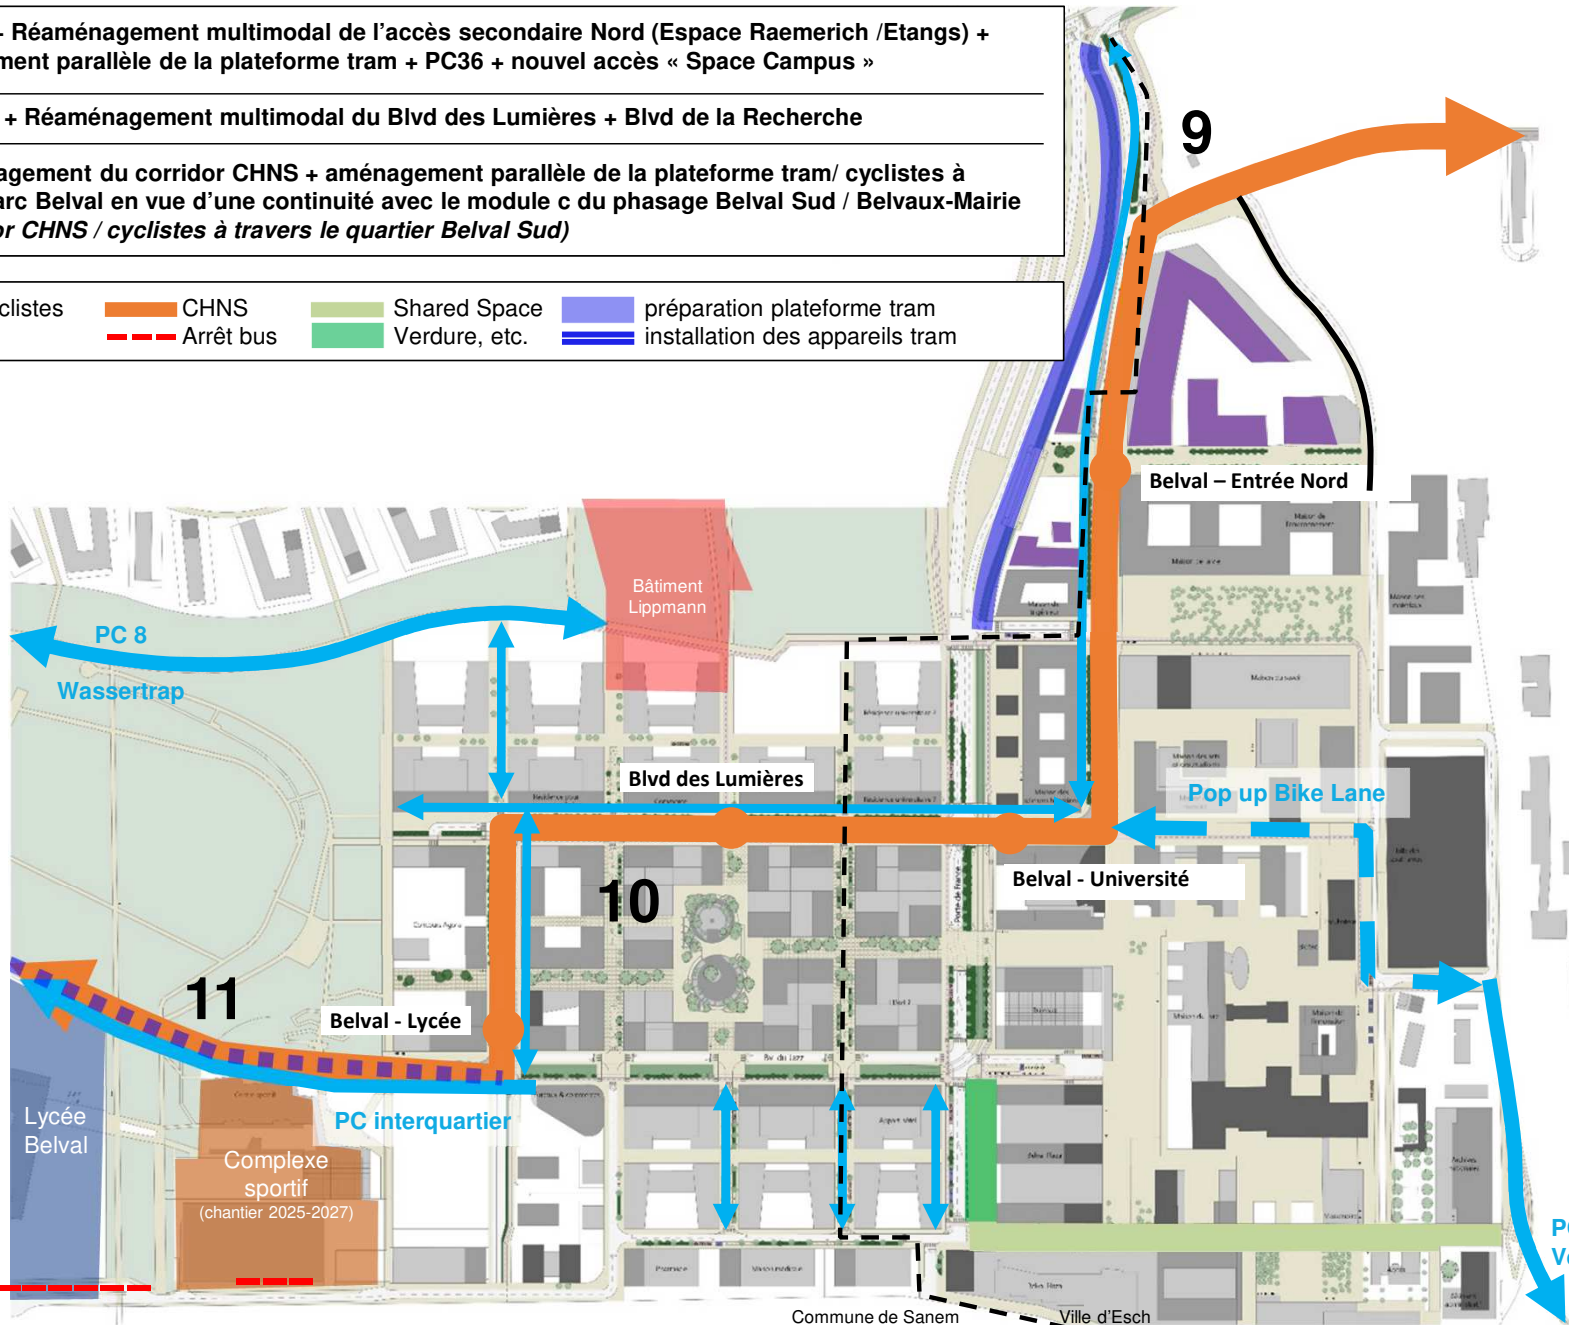 - Réaménagement multimodal de l'accès secondaire Nord (Espace Raemerich /Etangs) +
ment parallèle de la plateforme tram + PC36 + nouvel accès « Space Campus »
+ Réaménagement multimodal du Blvd des Lumières + Blvd de la Recherche
agement du corridor CHNS + aménagement parallèle de la plateforme tram/ cyclistes à
arc Belval en vue d'une continuité avec le module c du phasage Belval Sud / Belvaux-Mairie
or CHNS / cyclistes à travers le quartier Belval Sud)
clistes
CHNS
Shared Space
préparation plateforme tram
Arrêt bus
Verdure, etc.
installation des appareils tram
9
Belval – Entrée Nord
Bâtiment
Lippmann
PC 8
Wassertrap
Blvd des Lumières
Pop up Bike Lane
Belval - Université
10
11
Belval - Lycée
Porte de France
PC interquartier
Lycée
Belval
Complexe
sportif
(chantier 2025-2027)
Commune de Sanem
Ville d'Esch